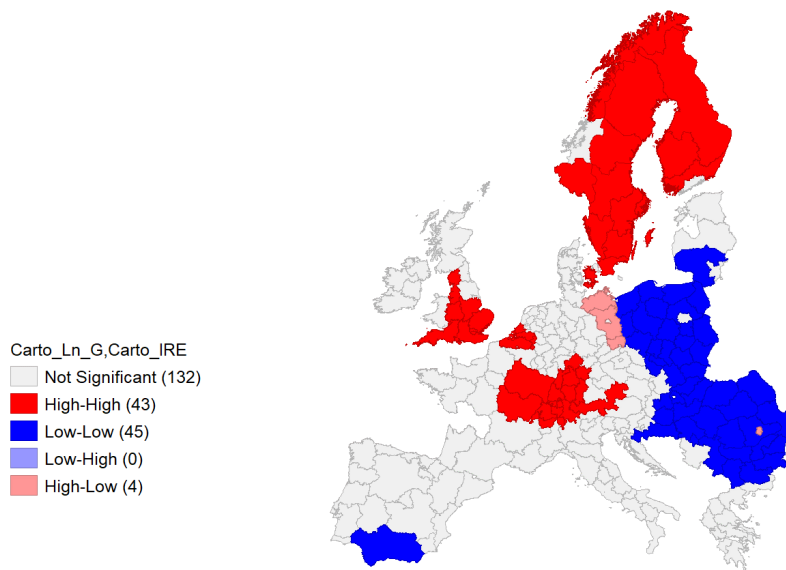 Carto_Ln_G,Carto_IRE
Not Significant (132)
High-High (43)
Low-Low (45)
Low-High (0)
High-Low (4)